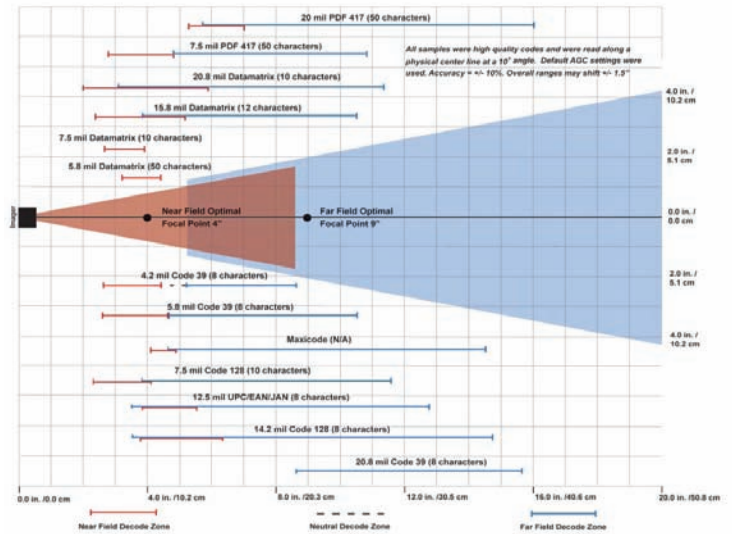 20 mil PDF 417 (50 characters)
7.5 mil PDF 417 (50 characters)
All samples were high quality codes and were read along a
physical center line at a 10° angle. Default AGC settings were
used. Accuracy = +/- 10%. Overall ranges may shift +/- 1.5"
20.8 mil Datamatrix (10 characters)
15.8 mil Datamatrix (12 characters)
7.5 mil Datamatrix (10 characters)
5.8 mil Datamatrix (50 characters)
4.0 in. /
10.2 cm
2.0 in. /
5.1 cm
Imager
Near Field Optimal
Focal Point 4"
Far Field Optimal
Focal Point 9"
0.0 in. /
0.0 cm
2.0 in. /
5.1 cm
4.0 in. /
10.2 cm
4.2 mil Code 39 (8 characters)
5.8 mil Code 39 (8 characters)
Maxicode (N/A)
7.5 mil Code 128 (10 characters)
12.5 mil UPC/EAN/JAN (8 characters)
14.2 mil Code 128 (8 characters)
20.8 mil Code 39 (8 characters)
0.0 in. /0.0 cm
4.0 in./10.2 cm
8.0 in./20.3 cm
12.0 in./30.5 cm
16.0 in./40.6 cm
20.0 in./50.8 cm
Near Field Decode Zone
Neutral Decode Zone
Far Field Decode Zone